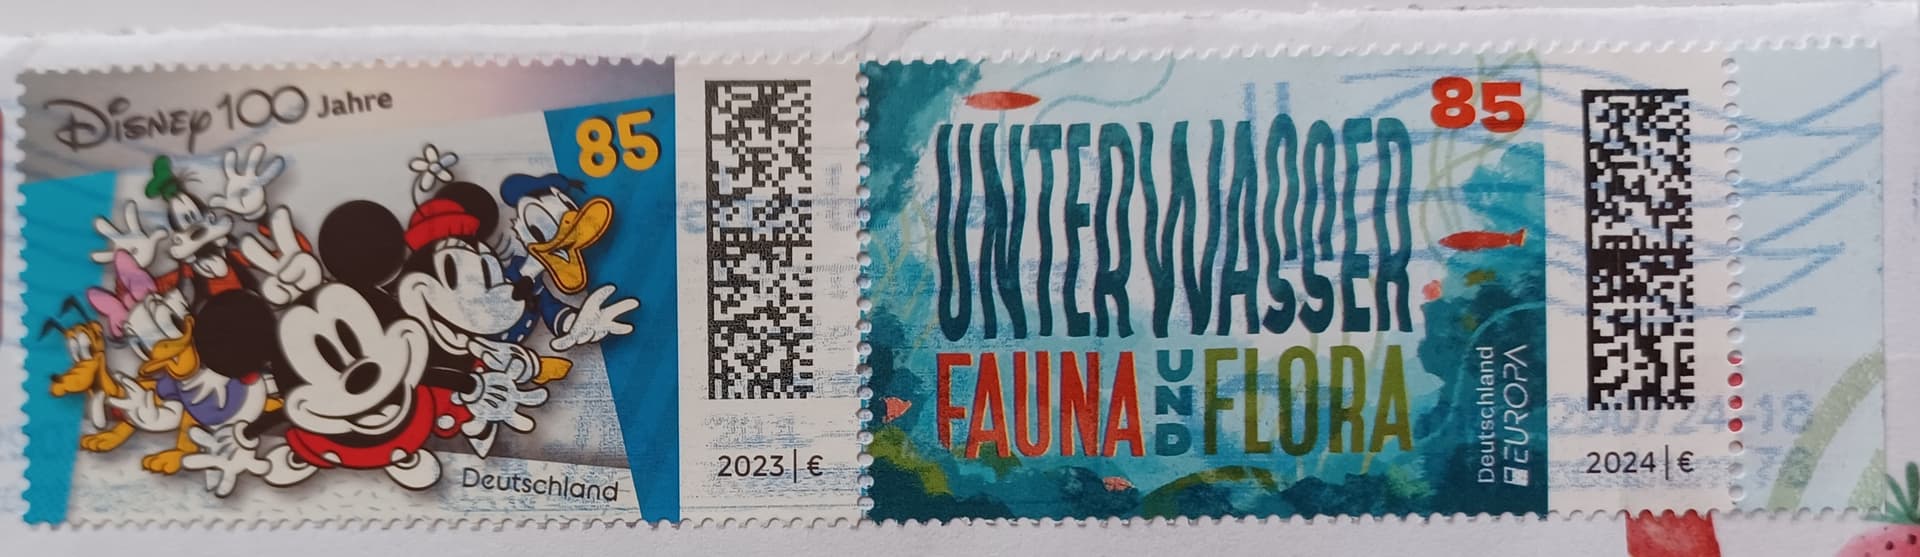 Disney 100 Jahre
85
Deutschland
2023 | €
85
UNTERWASSER
FAUNA UND FLORA
Deutschland
EUROPA
2024 | €